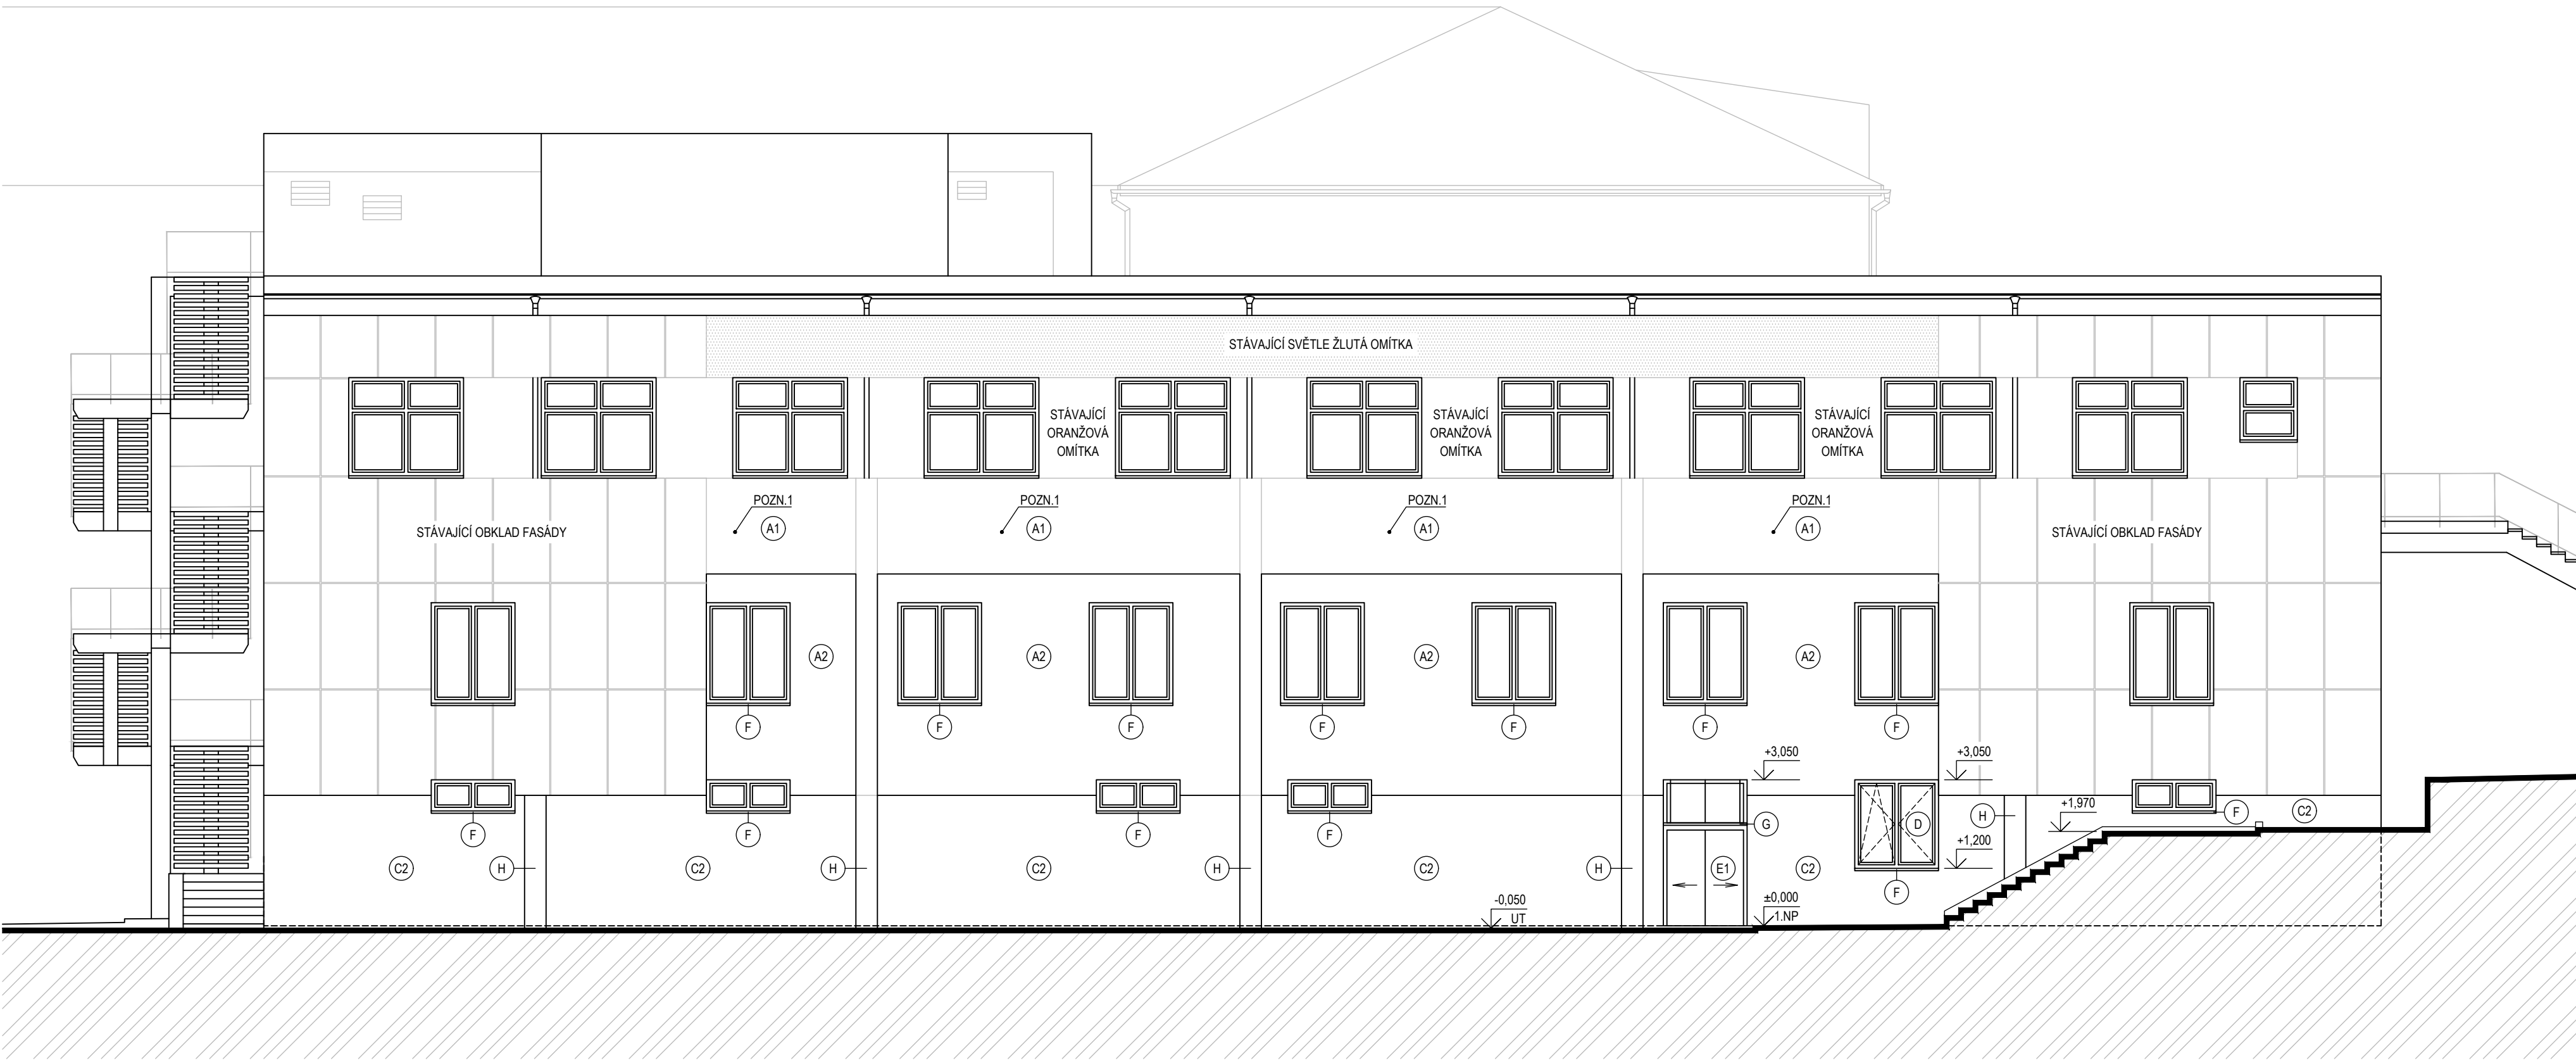 STÁVAJÍCÍ SVĚTLE ŽLUTÁ OMÍTKA
STÁVAJÍCÍ
ORANŽOVÁ
OMÍTKA
STÁVAJÍCÍ
ORANŽOVÁ
OMÍTKA
STÁVAJÍCÍ
ORANŽOVÁ
OMÍTKA
POZN.1
POZN.1
POZN.1
POZN.1
A1
A1
A1
A1
STÁVAJÍCÍ OBKLAD FASÁDY
STÁVAJÍCÍ OBKLAD FASÁDY
A2
A2
A2
A2
F
F
F
F
F
F
F
+3,050
+3,050
+1,970
F
F
F
F
G
D
H
F
C2
+1,200
C2
H
C2
H
C2
H
C2
H
E1
C2
F
-0,050
UT
±0,000
1.NP